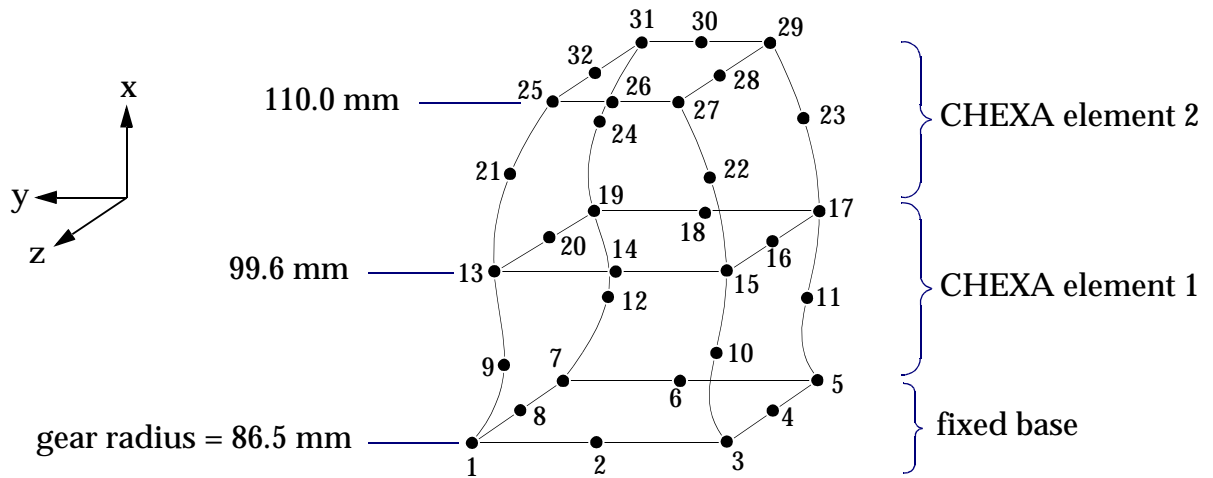 31 30 29
32 28
x
25 26 27
110.0 mm
24 23 CHEXA element 2
21 22
y 19 17
z 18
20 14 16
99.6 mm 13 15 CHEXA element 1
12 11
9 7 10
6 5
8 4
gear radius = 86.5 mm fixed base
1 2 3